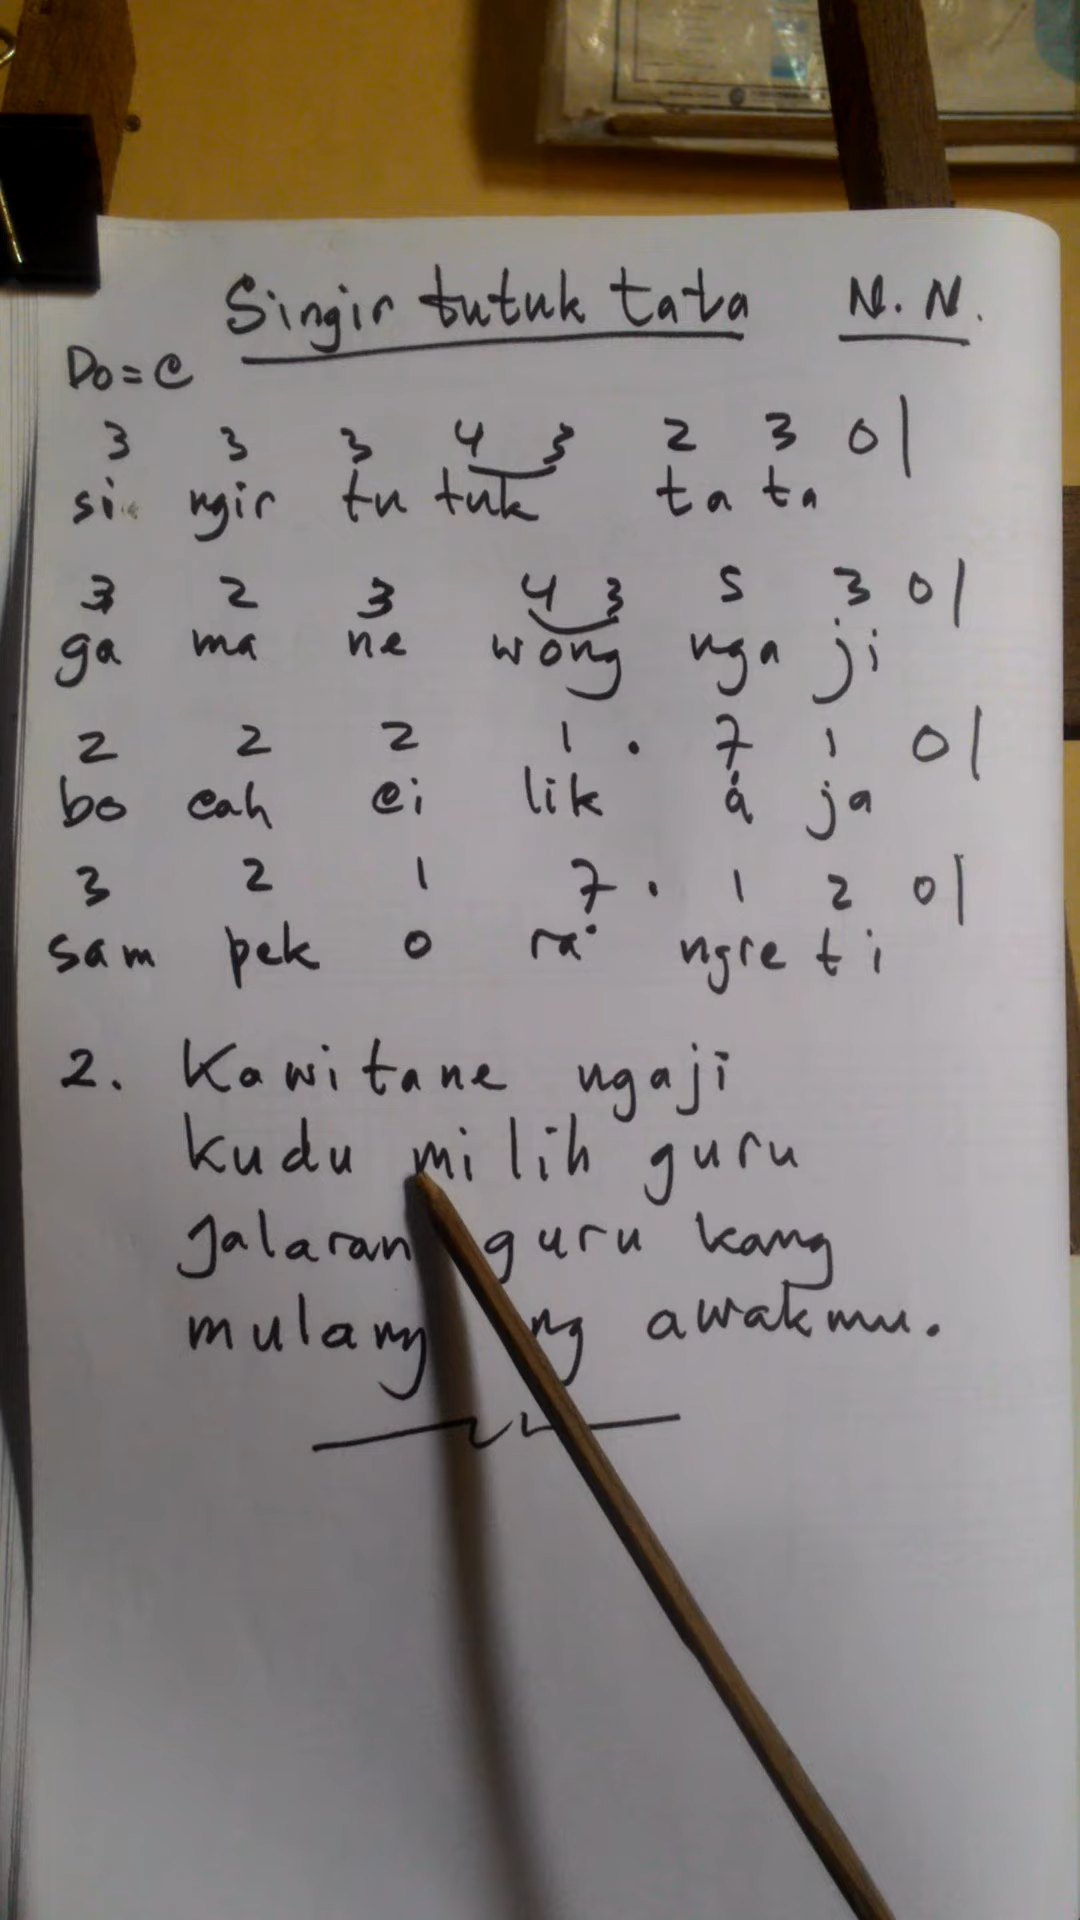 Singir tutuk tata N. N.
Do = C
3 3 3 4 3 2 3 0 |
si ngir tu tuk ta ta
3 2 3 4 3 5 3 0 |
ga ma ne wong nga ji
2 2 2 1 . 7 1 0 |
bo cah ci lik a ja
3 2 1 7 . 1 2 0 |
sam pek o ra ngre ti
2. Kawitane ngaji
kudu milih guru
Jalaran guru kang
mulang awakmu.